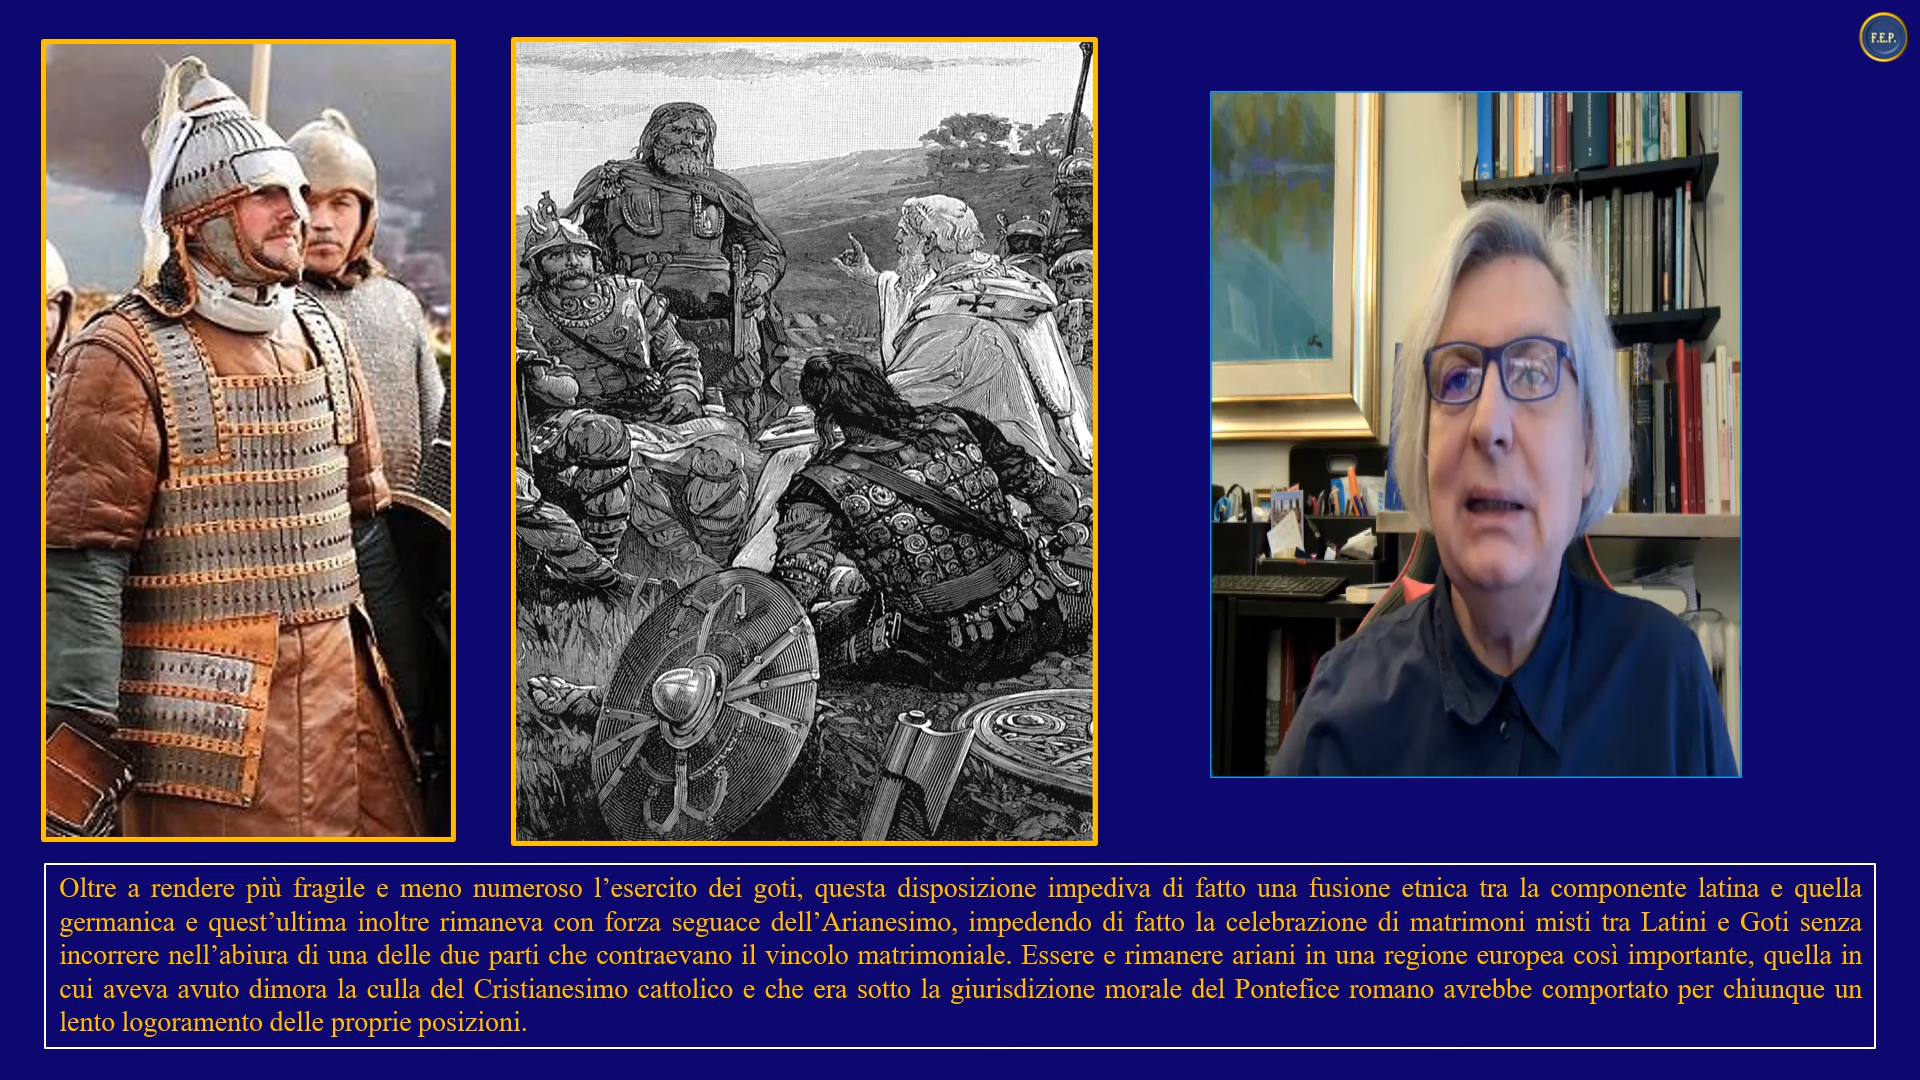 F.E.P.
Oltre a rendere più fragile e meno numeroso l’esercito dei goti, questa disposizione impediva di fatto una fusione etnica tra la componente latina e quella
germanica e quest’ultima inoltre rimaneva con forza seguace dell’Arianesimo, impedendo di fatto la celebrazione di matrimoni misti tra Latini e Goti senza
incorrere nell’abiura di una delle due parti che contraevano il vincolo matrimoniale. Essere e rimanere ariani in una regione europea così importante, quella in
cui aveva avuto dimora la culla del Cristianesimo cattolico e che era sotto la giurisdizione morale del Pontefice romano avrebbe comportato per chiunque un
lento logoramento delle proprie posizioni.